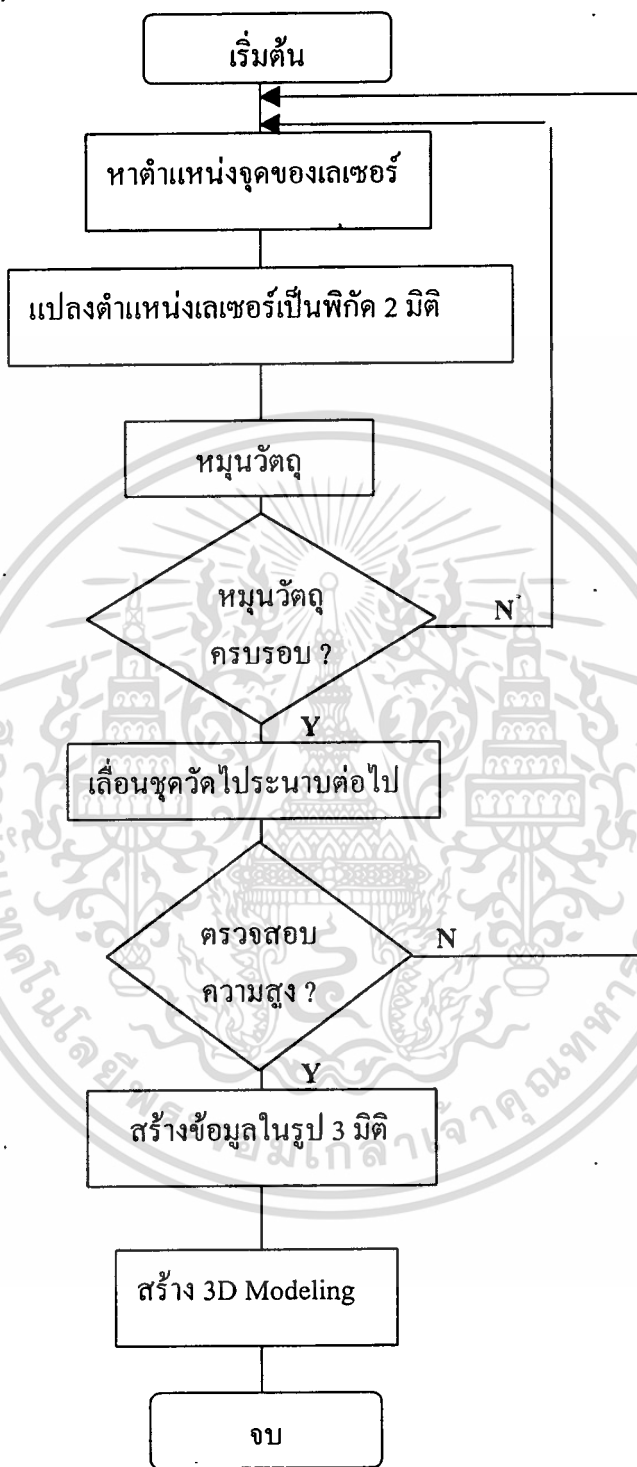 เริ่มต้น
หาตำแหน่งจุดของเลเซอร์
แปลงตำแหน่งเลเซอร์เป็นพิกัด 2 มิติ
หมุนวัตถุ
หมุนวัตถุ
ครบรอบ ?
N
Y
เลื่อนชุดวัดไประนาบต่อไป
ตรวจสอบ
ความสูง ?
N
Y
สร้างข้อมูลในรูป 3 มิติ
สร้าง 3D Modeling
จบ